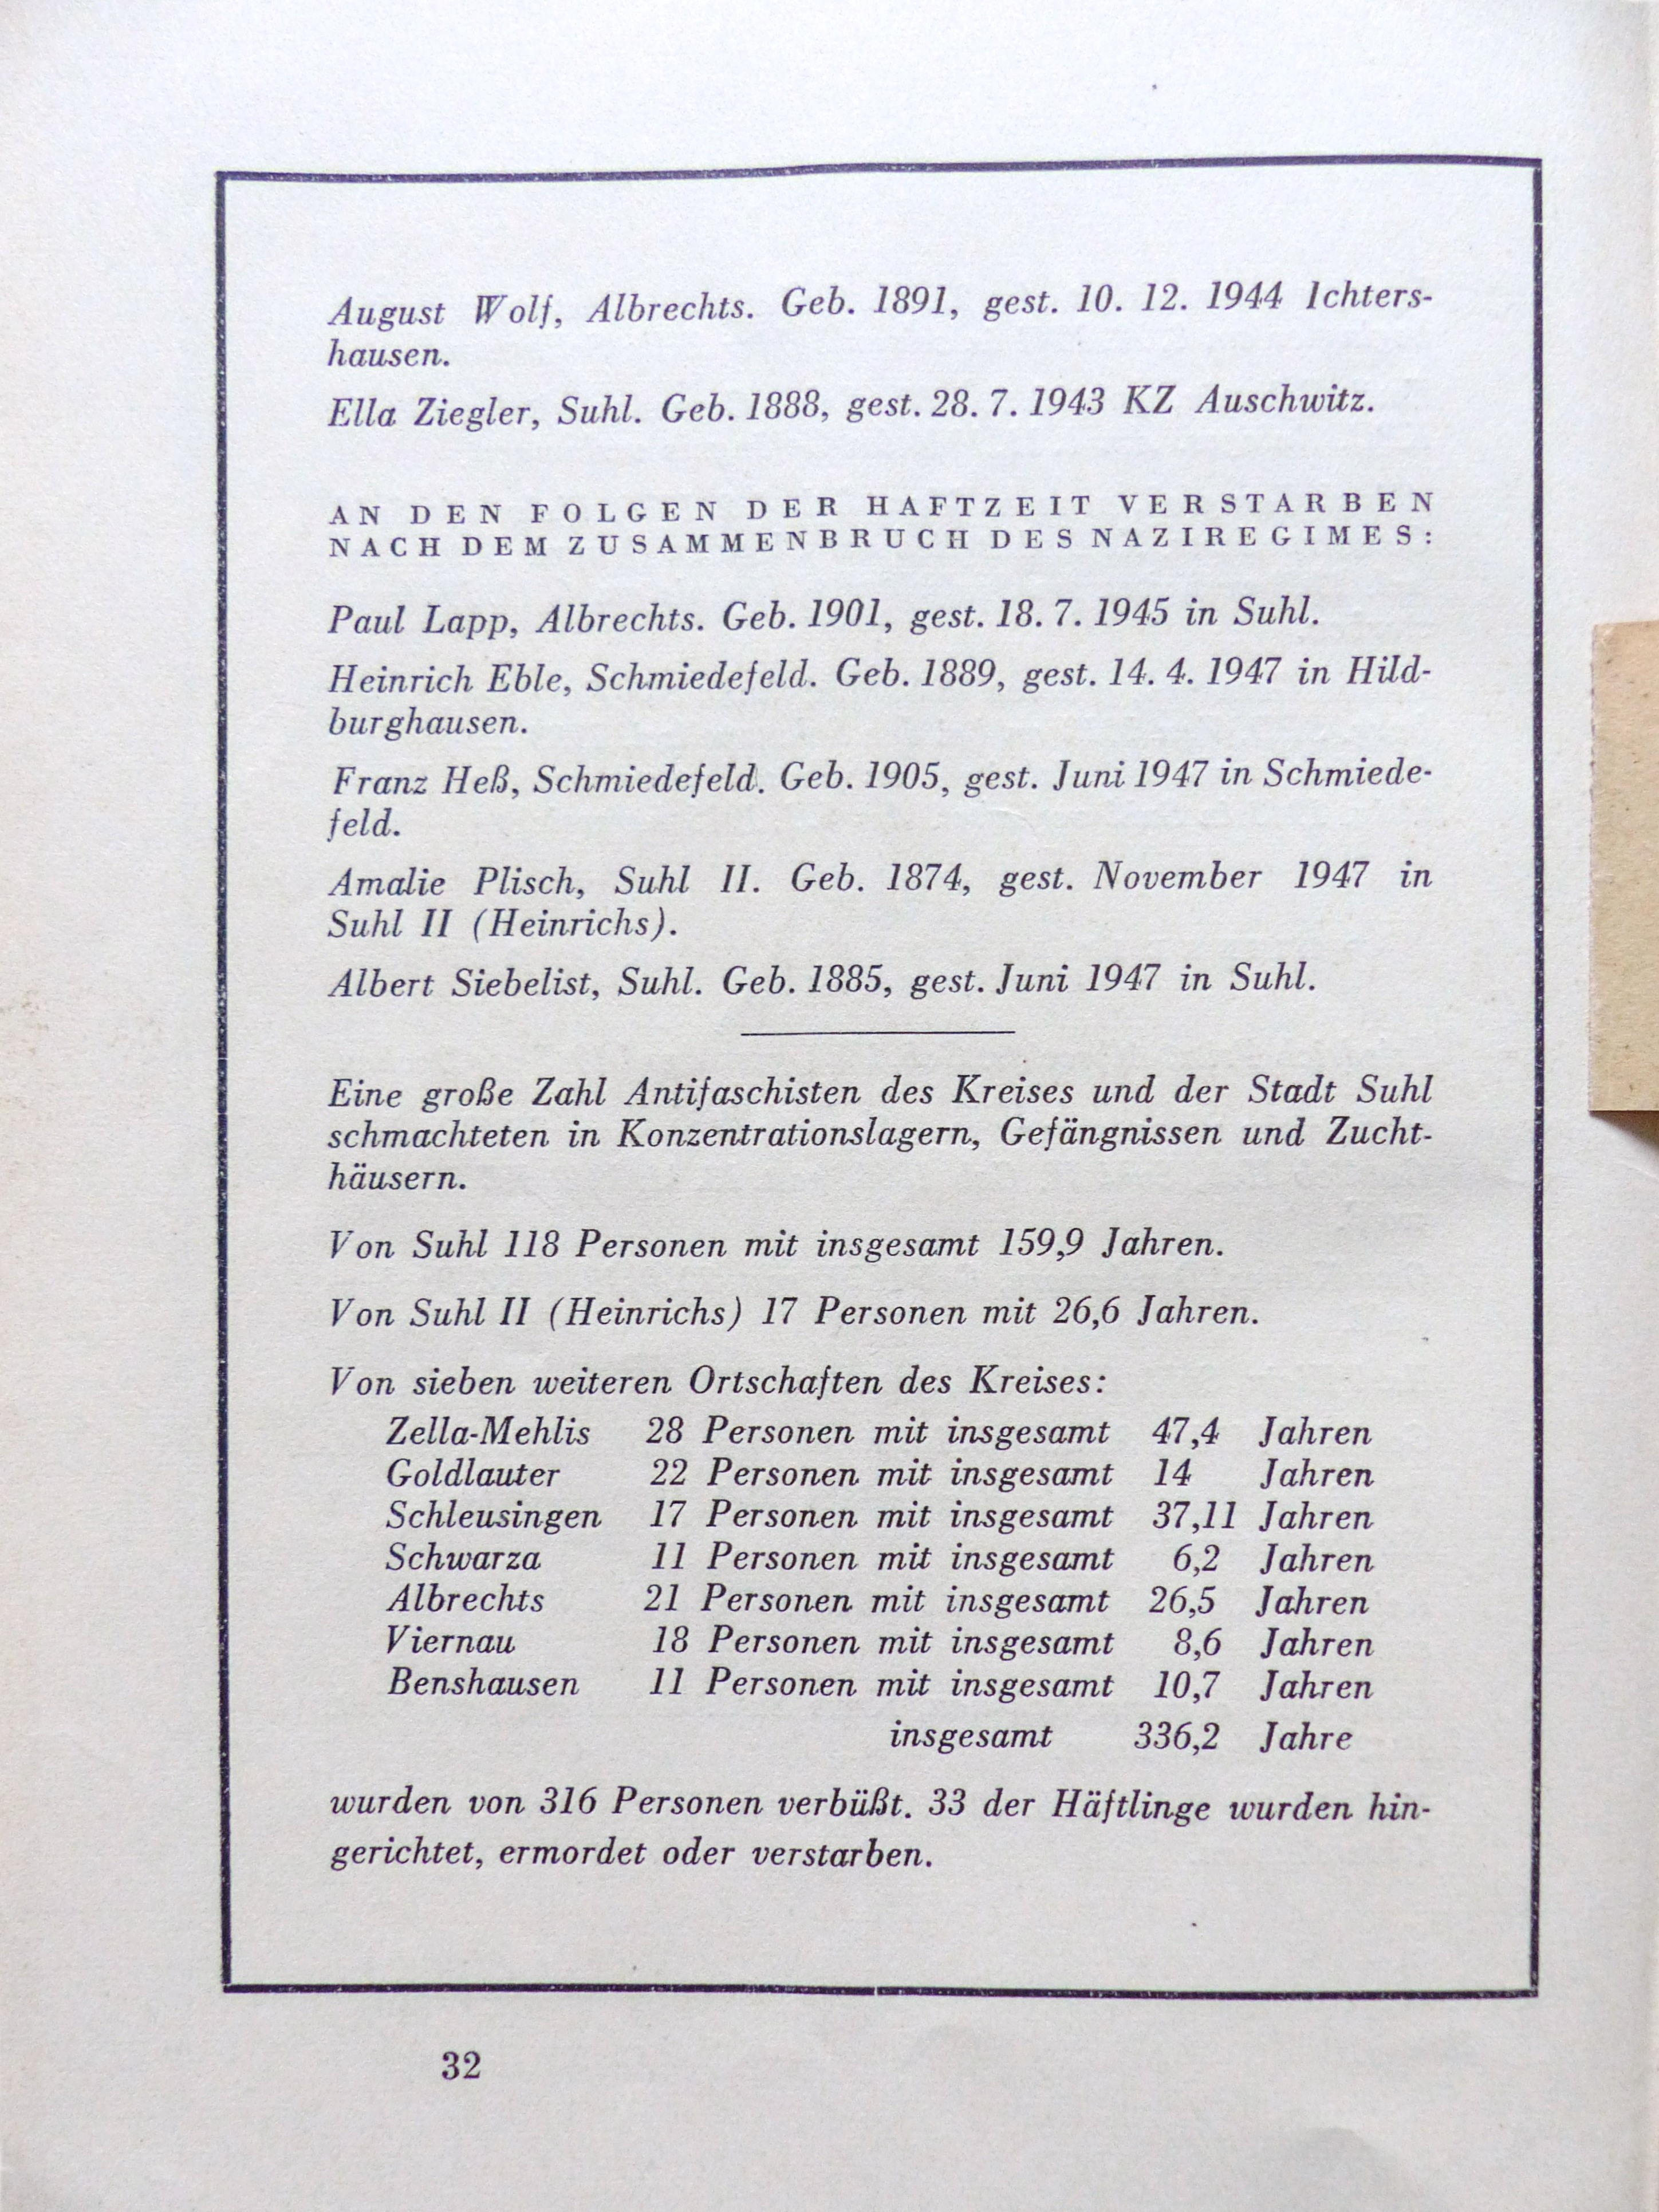 August Wolf, Albrechts. Geb. 1891, gest. 10. 12. 1944 Ichters-
hausen.
Ella Ziegler, Suhl. Geb. 1888, gest. 28. 7. 1943 KZ Auschwitz.
AN DEN FOLGEN DER HAFTZEIT VERSTARBEN
NACH DEM ZUSAMMENBRUCH DES NAZIREGIMES:
Paul Lapp, Albrechts. Geb. 1901, gest. 18. 7. 1945 in Suhl.
Heinrich Eble, Schmiedefeld. Geb. 1889, gest. 14. 4. 1947 in Hild-
burghausen.
Franz Heß, Schmiedefeld. Geb. 1905, gest. Juni 1947 in Schmiede-
feld.
Amalie Plisch, Suhl II. Geb. 1874, gest. November 1947 in
Suhl II (Heinrichs).
Albert Siebelist, Suhl. Geb. 1885, gest. Juni 1947 in Suhl.
Eine große Zahl Antifaschisten des Kreises und der Stadt Suhl
schmachteten in Konzentrationslagern, Gefängnissen und Zucht-
häusern.
Von Suhl 118 Personen mit insgesamt 159,9 Jahren.
Von Suhl II (Heinrichs) 17 Personen mit 26,6 Jahren.
Von sieben weiteren Ortschaften des Kreises:
Zella-Mehlis 28 Personen mit insgesamt 47,4 Jahren
Goldlauter 22 Personen mit insgesamt 14 Jahren
Schleusingen 17 Personen mit insgesamt 37,11 Jahren
Schwarza 11 Personen mit insgesamt 6,2 Jahren
Albrechts 21 Personen mit insgesamt 26,5 Jahren
Viernau 18 Personen mit insgesamt 8,6 Jahren
Benshausen 11 Personen mit insgesamt 10,7 Jahren
insgesamt 336,2 Jahre
wurden von 316 Personen verbüßt. 33 der Häftlinge wurden hin-
gerichtet, ermordet oder verstarben.
32